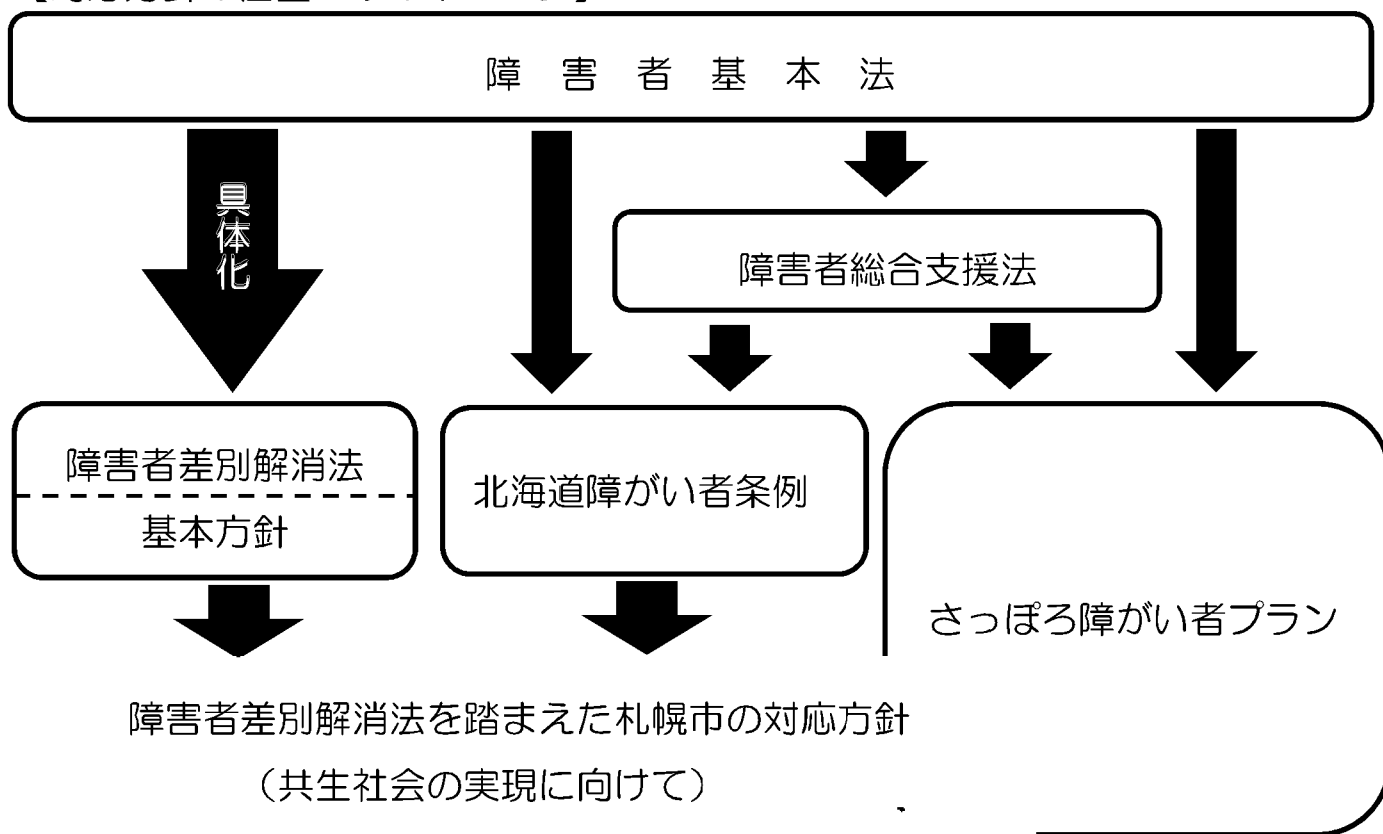 障害者基本法
具体化
障害者総合支援法
障害者差別解消法
基本方針
北海道障がい者条例
さっぽろ障がい者プラン
障害者差別解消法を踏まえた札幌市の対応方針
（共生社会の実現に向けて）